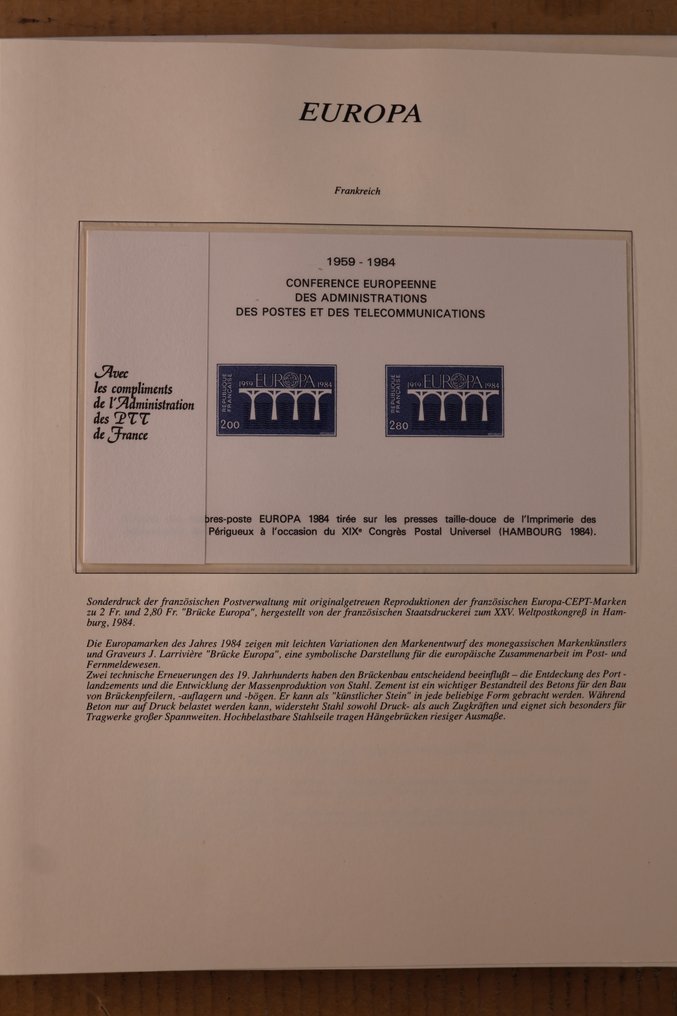 EUROPA
Frankreich
1959 - 1984
CONFERENCE EUROPEENNE
DES ADMINISTRATIONS
DES POSTES ET DES TELECOMMUNICATIONS
Avec
les compliments
de l'Administration
des PTT
de France
REPUBLIQUE
FRANÇAISE
1959 EUROPA 1984
2,00
REPUBLIQUE
FRANÇAISE
1959 EUROPA 1984
2,80
bres-poste EUROPA 1984 tirée sur les presses taille-douce de l'Imprimerie des
Périgueux à l'occasion du XIXe Congrès Postal Universel (HAMBOURG 1984).
Sonderdruck der französischen Postverwaltung mit originalgetreuen Reproduktionen der französischen Europa-CEPT-Marken
zu 2 Fr. und 2,80 Fr. "Brücke Europa", hergestellt von der französischen Staatsdruckerei zum XXV. Weltpostkongreß in Ham-
burg, 1984.
Die Europamarken des Jahres 1984 zeigen mit leichten Variationen den Markenentwurf des monegassischen Markenkünstlers
und Graveurs J. Larrivière "Brücke Europa", eine symbolische Darstellung für die europäische Zusammenarbeit im Post- und
Fernmeldewesen.
Zwei technische Erneuerungen des 19. Jahrhunderts haben den Brückenbau entscheidend beeinflußt – die Entdeckung des Port -
landzements und die Entwicklung der Massenproduktion von Stahl. Zement ist ein wichtiger Bestandteil des Betons für den Bau
von Brückenpfeilern, -auflagern und -bögen. Er kann als "künstlicher Stein" in jede beliebige Form gebracht werden. Während
Beton nur auf Druck belastet werden kann, widersteht Stahl sowohl Druck- als auch Zugkräften und eignet sich besonders für
Tragwerke großer Spannweiten. Hochbelastbare Stahlseile tragen Hängebrücken riesiger Ausmaße.